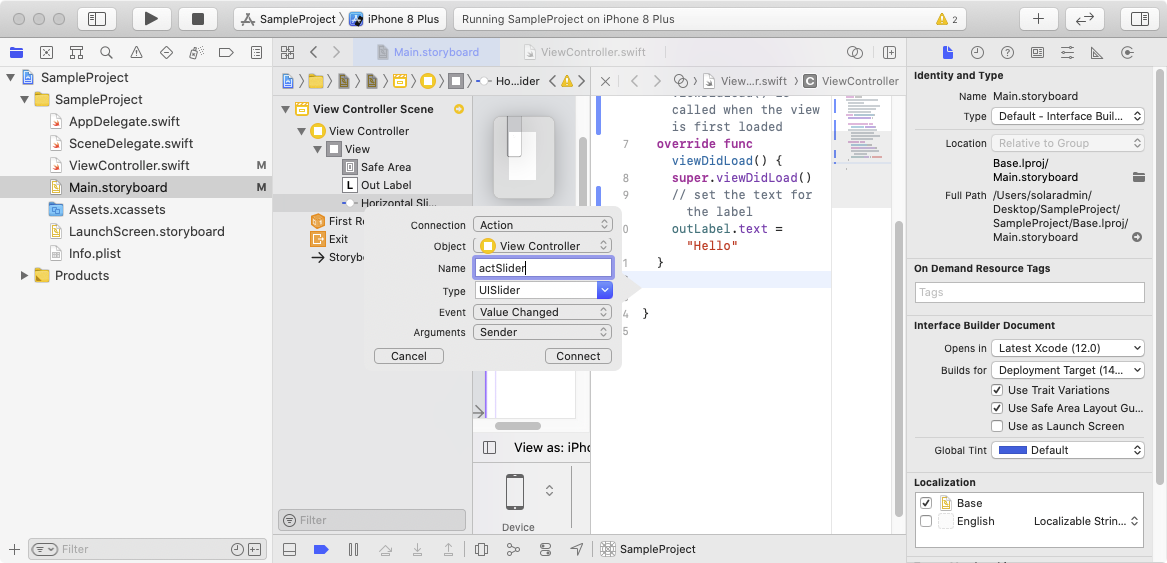 SampleProject
iPhone 8 Plus
Running SampleProject on iPhone 8 Plus
2
Main.storyboard
ViewController.swift
SampleProject
SampleProject
AppDelegate.swift
SceneDelegate.swift
ViewController.swift M
Main.storyboard M
Assets.xcassets
LaunchScreen.storyboard
Info.plist
Products
Filter
Ho...ider
View Controller Scene
View Controller
View
Safe Area
L Out Label
Horizontal Sli...
First Re
Exit
Storyb
Filter
Connection Action
Object View Controller
Name actSlider
Type UISlider
Event Value Changed
Arguments Sender
Cancel Connect
View as: iPho
Device
View...r.swift
C ViewController
called when the view
is first loaded
7 override func
viewDidLoad() {
8 super.viewDidLoad()
9 // set the text for
the label
0 outLabel.text =
"Hello"
1 }
4 }
5
SampleProject
Identity and Type
Name Main.storyboard
Type Default - Interface Buil...
Location Relative to Group
Base.lproj/
Main.storyboard
Full Path /Users/solaradmin/
Desktop/SampleProject/
SampleProject/Base.lproj/
Main.storyboard
On Demand Resource Tags
Tags
Interface Builder Document
Opens in Latest Xcode (12.0)
Builds for Deployment Target (14...
Use Trait Variations
Use Safe Area Layout Gu...
Use as Launch Screen
Global Tint Default
Localization
Base
English Localizable Strin...